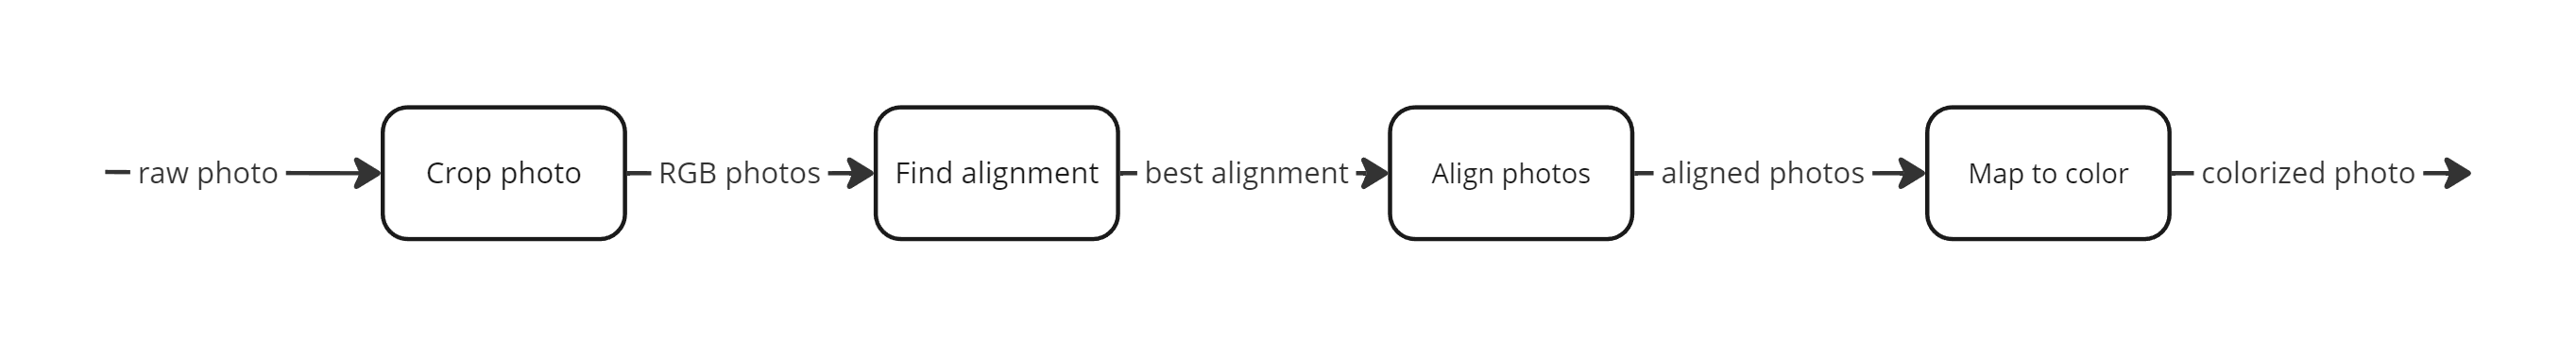 raw photo
Crop photo
RGB photos
Find alignment
best alignment
Align photos
aligned photos
Map to color
colorized photo